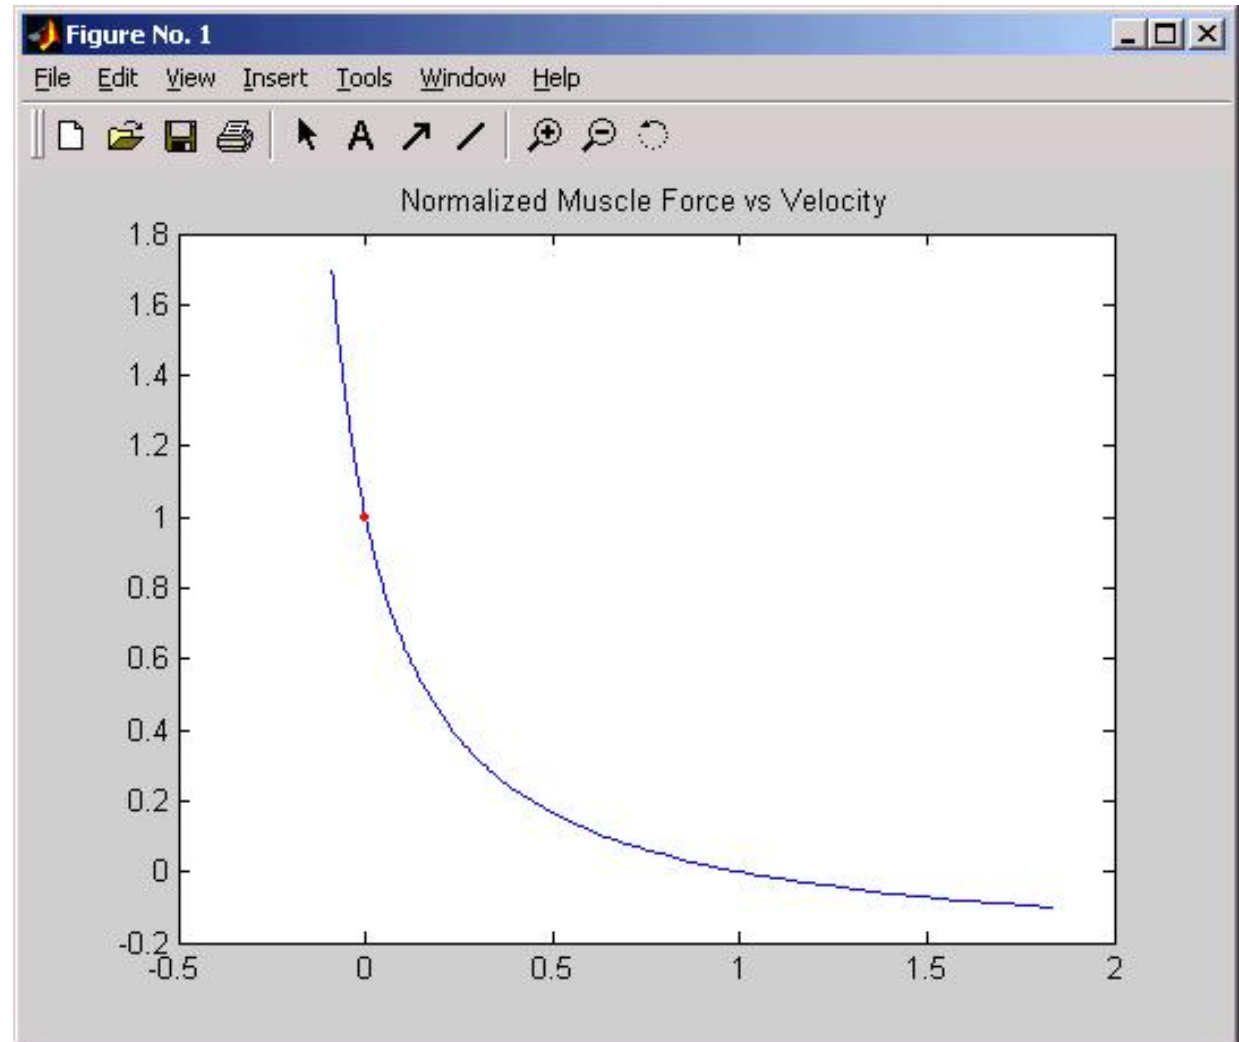 Figure No. 1
File Edit View Insert Tools Window Help
A
Normalized Muscle Force vs Velocity
1.8
1.6
1.4
1.2
1
0.8
0.6
0.4
0.2
0
-0.2
-0.5 0 0.5 1 1.5 2